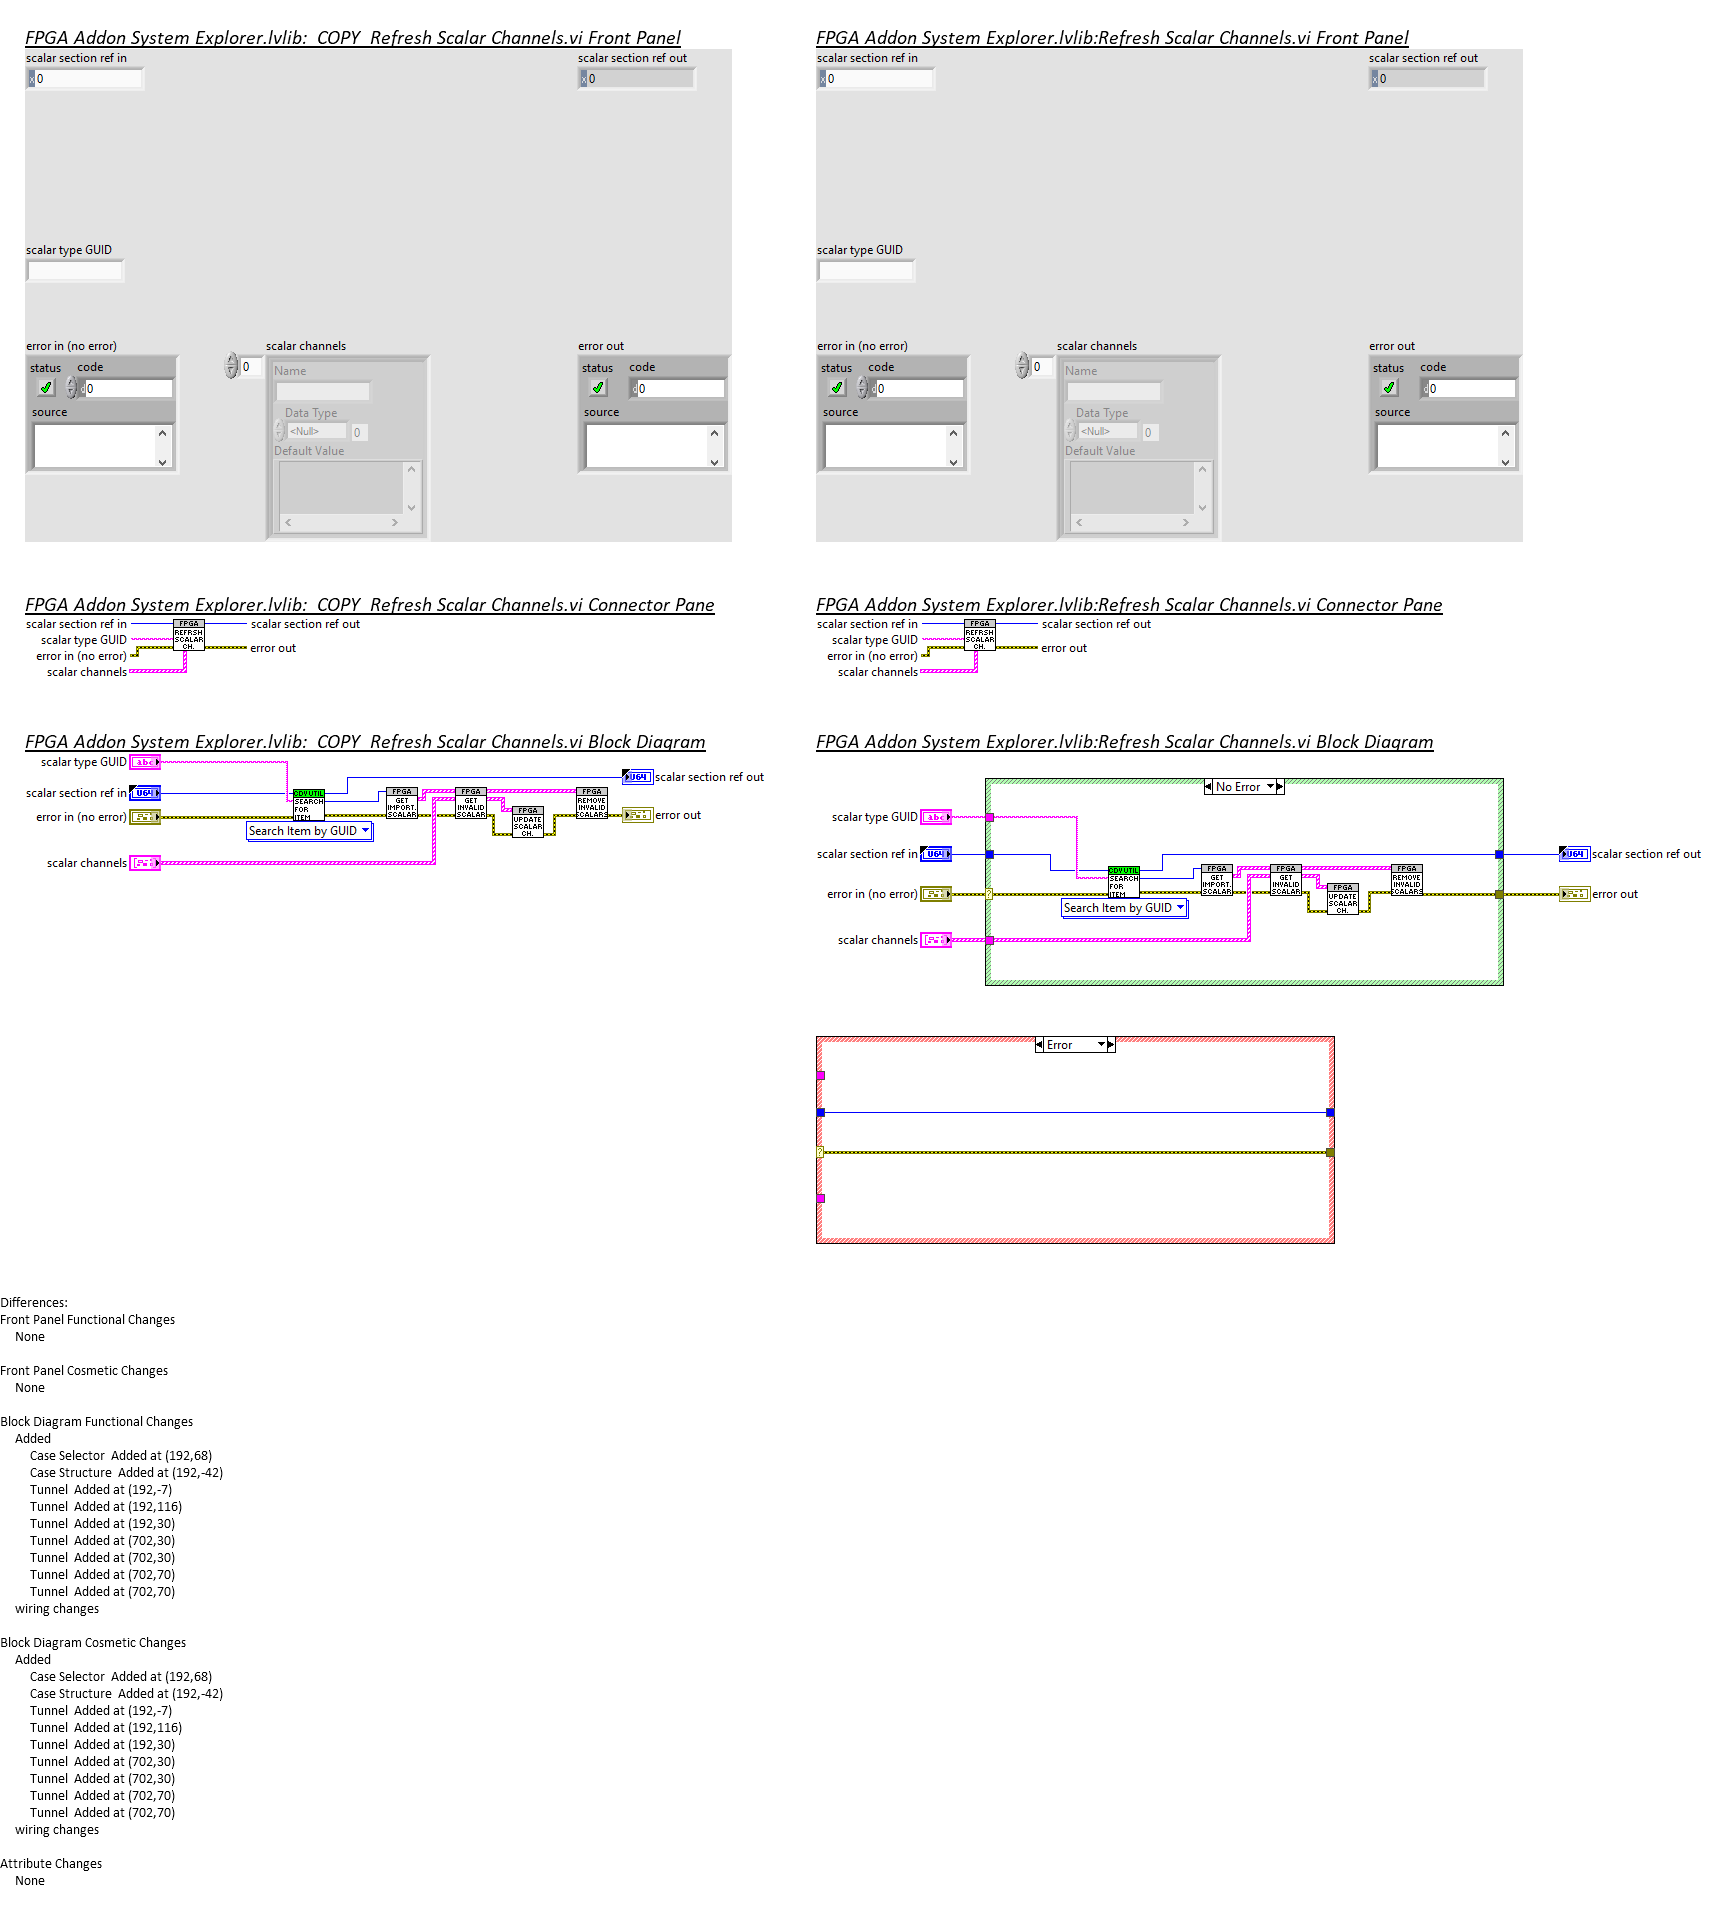 FPGA Addon System Explorer.lvlib:_COPY_Refresh Scalar Channels.vi Front Panel
scalar section ref in
x 0
scalar section ref out
x 0
scalar type GUID
error in (no error)
status
code
d 0
source
0
scalar channels
Name
Data Type
<Null>
0
Default Value
error out
status
code
d 0
source
FPGA Addon System Explorer.lvlib:Refresh Scalar Channels.vi Front Panel
scalar section ref in
x 0
scalar section ref out
x 0
scalar type GUID
error in (no error)
status
code
d 0
source
0
scalar channels
Name
Data Type
<Null>
0
Default Value
error out
status
code
d 0
source
FPGA Addon System Explorer.lvlib:_COPY_Refresh Scalar Channels.vi Connector Pane
scalar section ref in
scalar type GUID
error in (no error)
scalar channels
FPGA
REFRSH
SCALAR
CH.
scalar section ref out
error out
FPGA Addon System Explorer.lvlib:Refresh Scalar Channels.vi Connector Pane
scalar section ref in
scalar type GUID
error in (no error)
scalar channels
FPGA
REFRSH
SCALAR
CH.
scalar section ref out
error out
FPGA Addon System Explorer.lvlib:_COPY_Refresh Scalar Channels.vi Block Diagram
scalar type GUID
abc
scalar section ref in
U64
error in (no error)
scalar channels
CDVUTIL
SEARCH
FOR
ITEM
Search Item by GUID
FPGA
GET
IMPORT.
SCALAR
FPGA
GET
INVALID
SCALAR
FPGA
UPDATE
SCALAR
CH.
FPGA
REMOVE
INVALID
SCALARS
U64
scalar section ref out
error out
FPGA Addon System Explorer.lvlib:Refresh Scalar Channels.vi Block Diagram
No Error
scalar type GUID
abc
scalar section ref in
U64
error in (no error)
scalar channels
?
CDVUTIL
SEARCH
FOR
ITEM
Search Item by GUID
FPGA
GET
IMPORT.
SCALAR
FPGA
GET
INVALID
SCALAR
FPGA
UPDATE
SCALAR
CH.
FPGA
REMOVE
INVALID
SCALARS
U64
scalar section ref out
error out
Error
?
Differences:
Front Panel Functional Changes
None
Front Panel Cosmetic Changes
None
Block Diagram Functional Changes
Added
Case Selector  Added at (192,68)
Case Structure  Added at (192,-42)
Tunnel  Added at (192,-7)
Tunnel  Added at (192,116)
Tunnel  Added at (192,30)
Tunnel  Added at (702,30)
Tunnel  Added at (702,30)
Tunnel  Added at (702,70)
Tunnel  Added at (702,70)
wiring changes
Block Diagram Cosmetic Changes
Added
Case Selector  Added at (192,68)
Case Structure  Added at (192,-42)
Tunnel  Added at (192,-7)
Tunnel  Added at (192,116)
Tunnel  Added at (192,30)
Tunnel  Added at (702,30)
Tunnel  Added at (702,30)
Tunnel  Added at (702,70)
Tunnel  Added at (702,70)
wiring changes
Attribute Changes
None